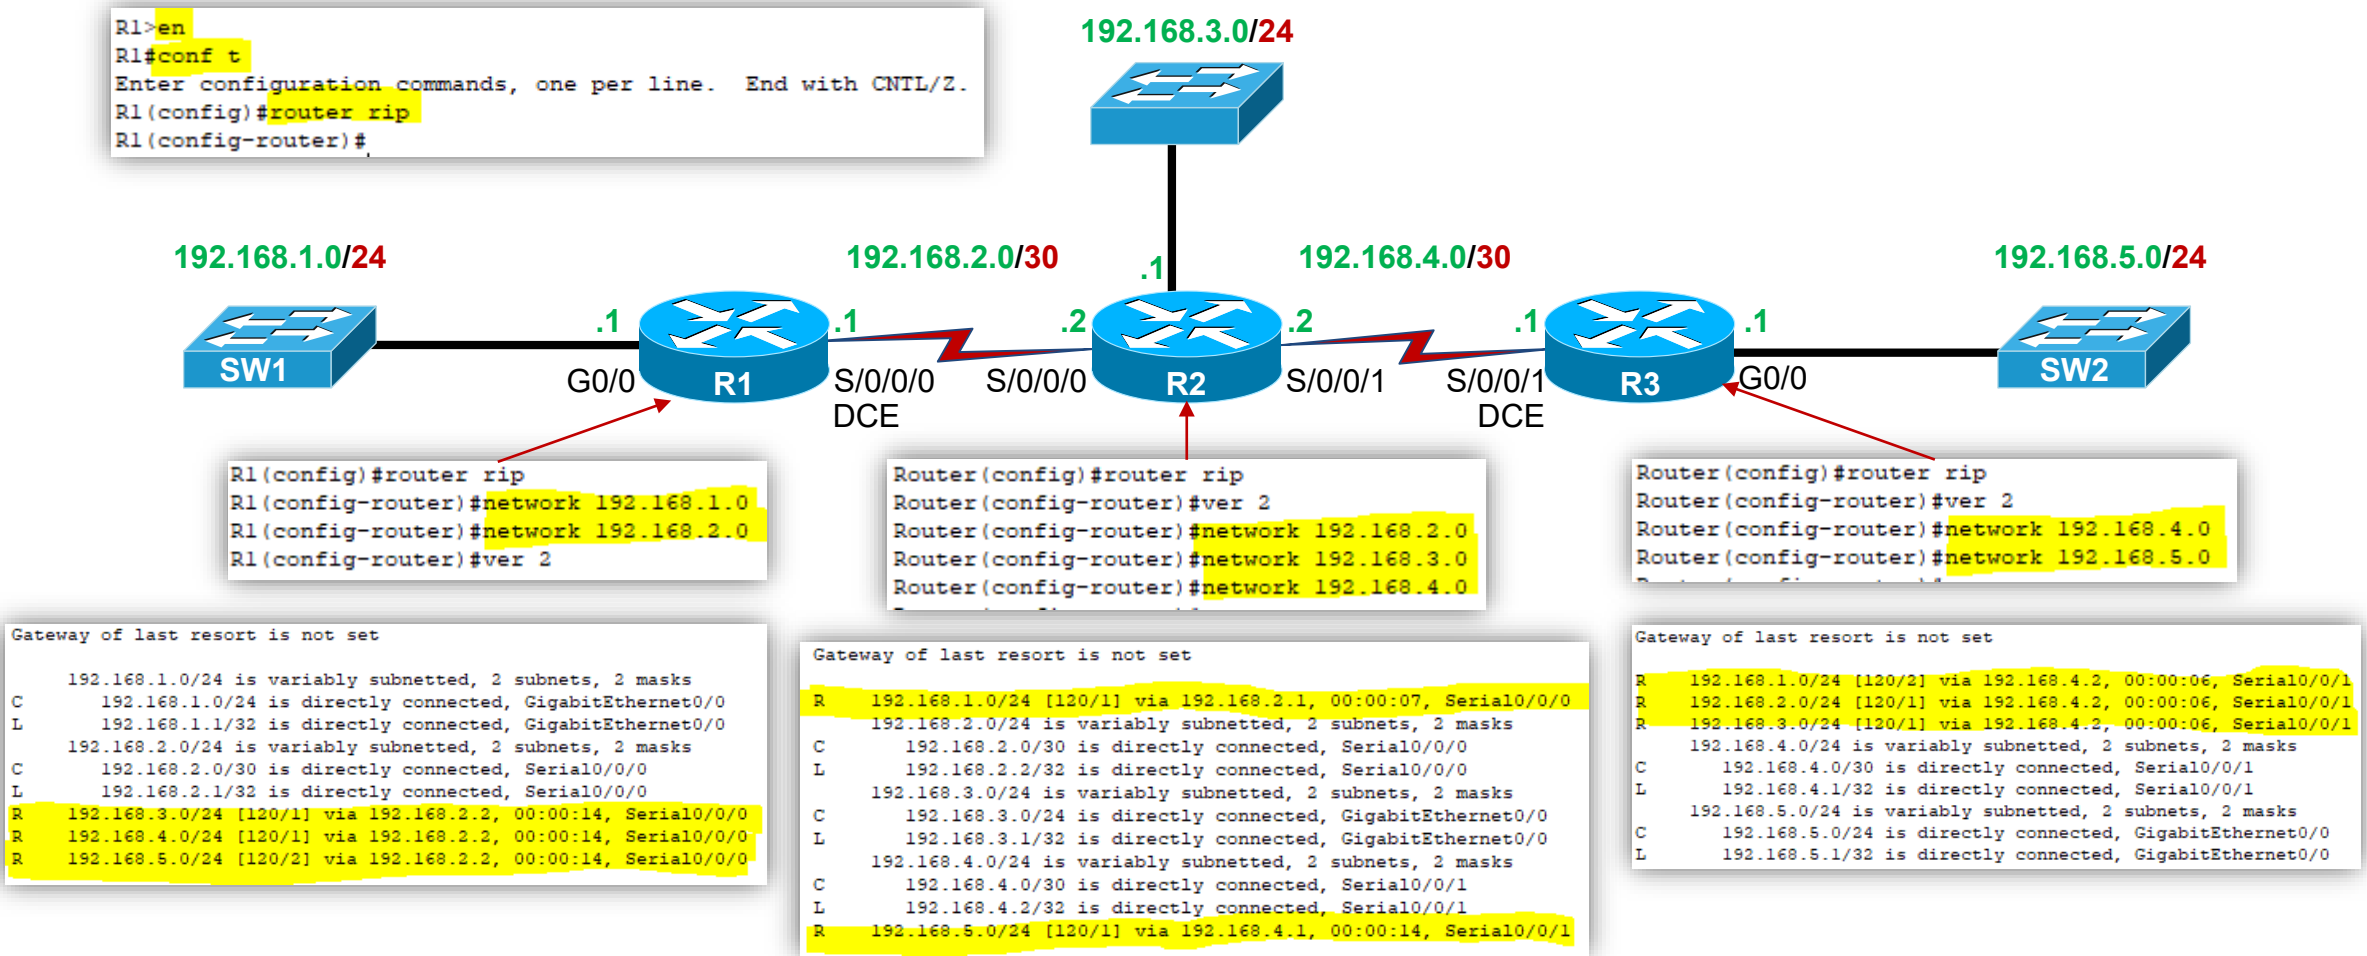 R1>en
R1#conf t
Enter configuration commands, one per line.  End with CNTL/Z.
R1(config)#router rip
R1(config-router)#
192.168.3.0/24
192.168.1.0/24
192.168.2.0/30
.1
192.168.4.0/30
192.168.5.0/24
.1
.1
.2
.2
.1
.1
SW1
G0/0
R1
S/0/0/0
DCE
S/0/0/0
R2
S/0/0/1
S/0/0/1
DCE
R3
G0/0
SW2
R1(config)#router rip
R1(config-router)#network 192.168.1.0
R1(config-router)#network 192.168.2.0
R1(config-router)#ver 2
Router(config)#router rip
Router(config-router)#ver 2
Router(config-router)#network 192.168.2.0
Router(config-router)#network 192.168.3.0
Router(config-router)#network 192.168.4.0
Router(config)#router rip
Router(config-router)#ver 2
Router(config-router)#network 192.168.4.0
Router(config-router)#network 192.168.5.0
Gateway of last resort is not set
192.168.1.0/24 is variably subnetted, 2 subnets, 2 masks
C 192.168.1.0/24 is directly connected, GigabitEthernet0/0
L 192.168.1.1/32 is directly connected, GigabitEthernet0/0
192.168.2.0/24 is variably subnetted, 2 subnets, 2 masks
C 192.168.2.0/30 is directly connected, Serial0/0/0
L 192.168.2.1/32 is directly connected, Serial0/0/0
R 192.168.3.0/24 [120/1] via 192.168.2.2, 00:00:14, Serial0/0/0
R 192.168.4.0/24 [120/1] via 192.168.2.2, 00:00:14, Serial0/0/0
R 192.168.5.0/24 [120/2] via 192.168.2.2, 00:00:14, Serial0/0/0
Gateway of last resort is not set
R 192.168.1.0/24 [120/1] via 192.168.2.1, 00:00:07, Serial0/0/0
192.168.2.0/24 is variably subnetted, 2 subnets, 2 masks
C 192.168.2.0/30 is directly connected, Serial0/0/0
L 192.168.2.2/32 is directly connected, Serial0/0/0
192.168.3.0/24 is variably subnetted, 2 subnets, 2 masks
C 192.168.3.0/24 is directly connected, GigabitEthernet0/0
L 192.168.3.1/32 is directly connected, GigabitEthernet0/0
192.168.4.0/24 is variably subnetted, 2 subnets, 2 masks
C 192.168.4.0/30 is directly connected, Serial0/0/1
L 192.168.4.2/32 is directly connected, Serial0/0/1
R 192.168.5.0/24 [120/1] via 192.168.4.1, 00:00:14, Serial0/0/1
Gateway of last resort is not set
R 192.168.1.0/24 [120/2] via 192.168.4.2, 00:00:06, Serial0/0/1
R 192.168.2.0/24 [120/1] via 192.168.4.2, 00:00:06, Serial0/0/1
R 192.168.3.0/24 [120/1] via 192.168.4.2, 00:00:06, Serial0/0/1
192.168.4.0/24 is variably subnetted, 2 subnets, 2 masks
C 192.168.4.0/30 is directly connected, Serial0/0/1
L 192.168.4.1/32 is directly connected, Serial0/0/1
192.168.5.0/24 is variably subnetted, 2 subnets, 2 masks
C 192.168.5.0/24 is directly connected, GigabitEthernet0/0
L 192.168.5.1/32 is directly connected, GigabitEthernet0/0